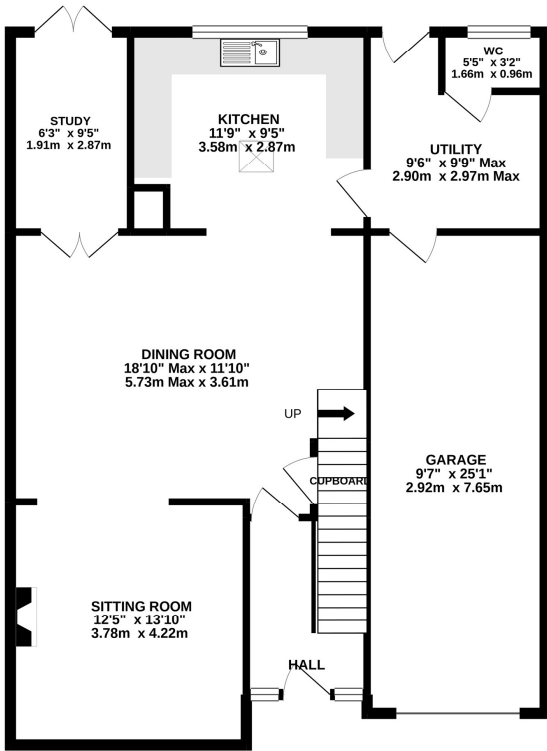 WC
5'5" x 3'2"
1.66m x 0.96m
STUDY
6'3" x 9'5"
1.91m x 2.87m
KITCHEN
11'9" x 9'5"
3.58m x 2.87m
UTILITY
9'6" x 9'9" Max
2.90m x 2.97m Max
DINING ROOM
18'10" Max x 11'10"
5.73m Max x 3.61m
UP
CUPBOARD
GARAGE
9'7" x 25'1"
2.92m x 7.65m
SITTING ROOM
12'5" x 13'10"
3.78m x 4.22m
HALL